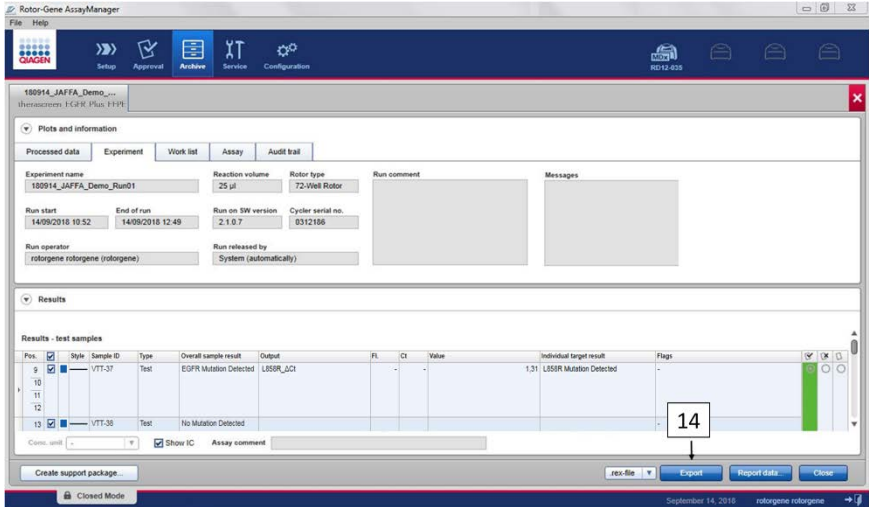 Rotor-Gene AssayManager
File Help
QIAGEN
Setup Approval Archive Service Configuration
MDx
RD12-035
180914_JAFFA_Demo_...
therascreen EGFR Plus FFPE
Plots and information
Processed data Experiment Work list Assay Audit trail
Experiment name Reaction volume Rotor type Run comment Messages
180914_JAFFA_Demo_Run01 25 µl 72-Well Rotor
Run start End of run Run on SW version Cycler serial no.
14/09/2018 10:52 14/09/2018 12:49 2.1.0.7 0312186
Run operator Run released by
rotorgene rotorgene (rotorgene) System (automatically)
Results
Results - test samples
Pos. Style Sample ID Type Overall sample result Output Fl. Ct Value Individual target result Flags
9 VTT-37 Test EGFR Mutation Detected L858R_ΔCt - - 1,31 L858R Mutation Detected -
10
11
12
13 VTT-38 Test No Mutation Detected -
14
Conc. unit - Show IC Assay comment
Create support package... .rex-file Export Report data... Close
Closed Mode September 14, 2018 rotorgene rotorgene